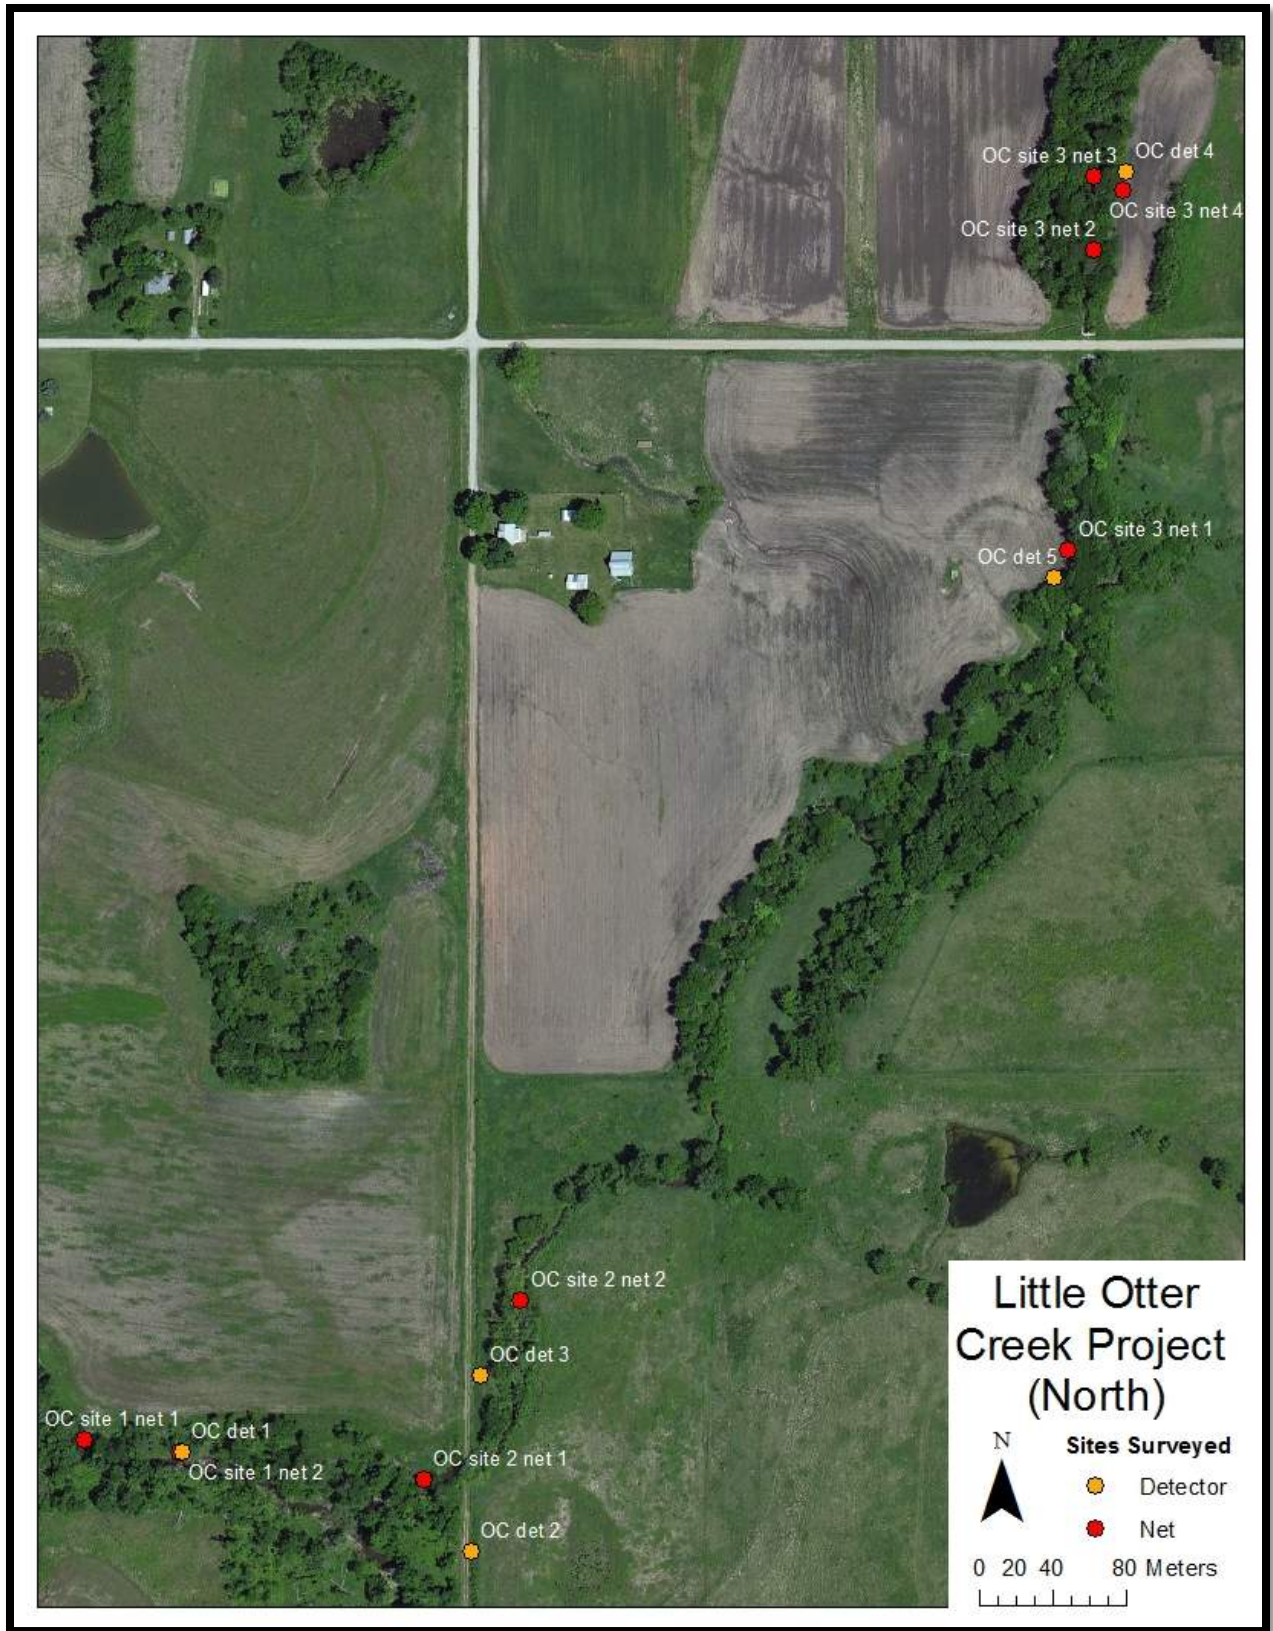 OC site 3 net 3
OC det 4
OC site 3 net 4
OC site 3 net 2
OC site 3 net 1
OC det 5
OC site 2 net 2
OC det 3
OC site 1 net 1
OC det 1
OC site 1 net 2
OC site 2 net 1
OC det 2
Little Otter
Creek Project
(North)
N
Sites Surveyed
Detector
Net
0 20 40 80 Meters